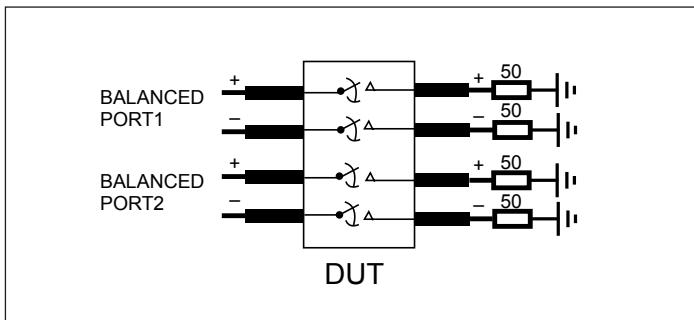 BALANCED
PORT1
+
–
+ 50
– 50
BALANCED
PORT2
+
–
+ 50
– 50
DUT